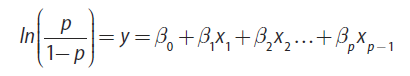 ln(p/1−p) = y = β₀ + β₁x₁ + β₂x₂...+ βₚxₚ₋₁